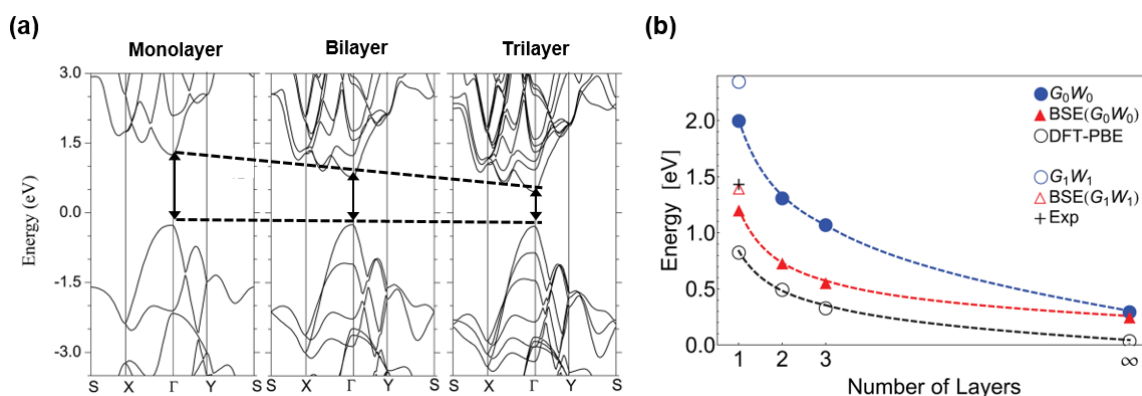 (a)
Monolayer
Bilayer
Trilayer
Energy (eV)
3.0
1.5
0.0
-1.5
-3.0
S X Γ Y S
S X Γ Y S
S X Γ Y S
(b)
Energy [eV]
2.0
1.5
1.0
0.5
0.0
G₀W₀
BSE(G₀W₀)
DFT-PBE
G₁W₁
BSE(G₁W₁)
Exp
1 2 3 ∞
Number of Layers